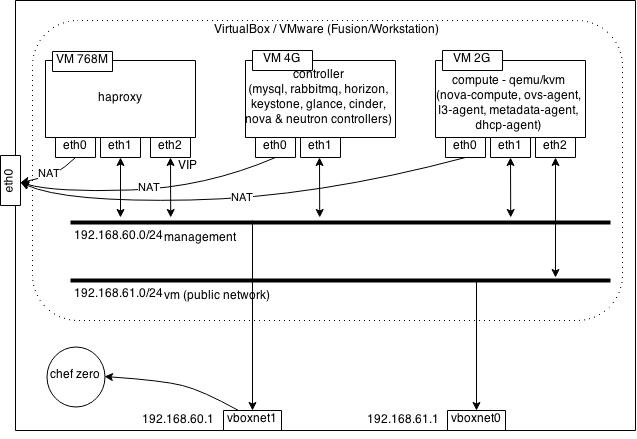 VirtualBox / VMware (Fusion/Workstation)
VM 768M
haproxy
eth0
eth1
eth2
VIP
VM 4G
controller
(mysql, rabbitmq, horizon,
keystone, glance, cinder,
nova & neutron controllers)
eth0
eth1
VM 2G
compute - qemu/kvm
(nova-compute, ovs-agent,
l3-agent, metadata-agent,
dhcp-agent)
eth0
eth1
eth2
NAT
NAT
NAT
eth0
192.168.60.0/24 management
192.168.61.0/24 vm (public network)
chef zero
192.168.60.1
vboxnet1
192.168.61.1
vboxnet0